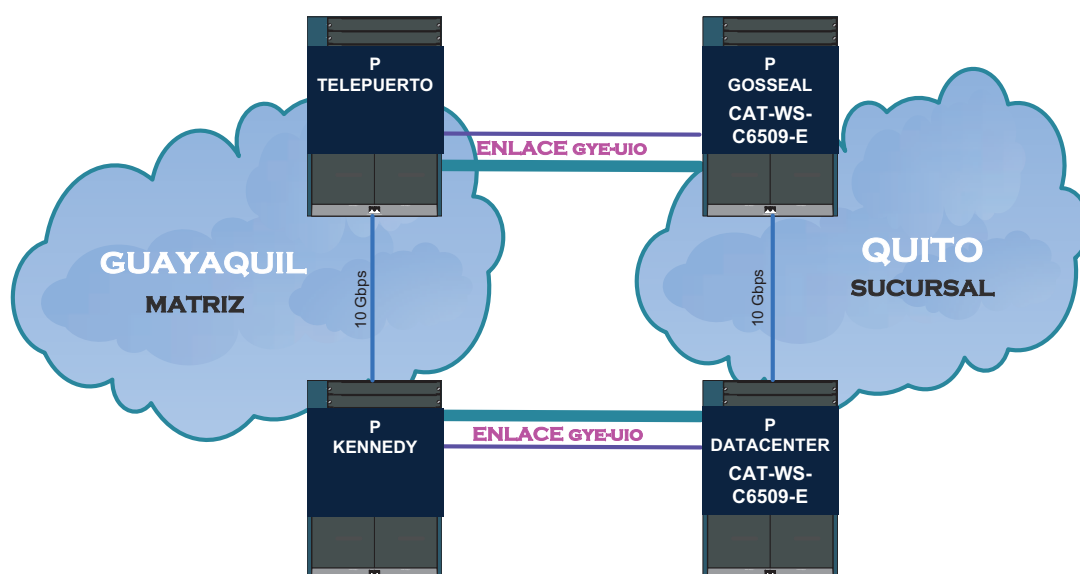 P
TELEPUERTO
P
GOSSEAL
CAT-WS-
C6509-E
ENLACE GYE-UIO
GUAYAQUIL
MATRIZ
QUITO
SUCURSAL
10 Gbps
10 Gbps
P
KENNEDY
ENLACE GYE-UIO
P
DATACENTER
CAT-WS-
C6509-E